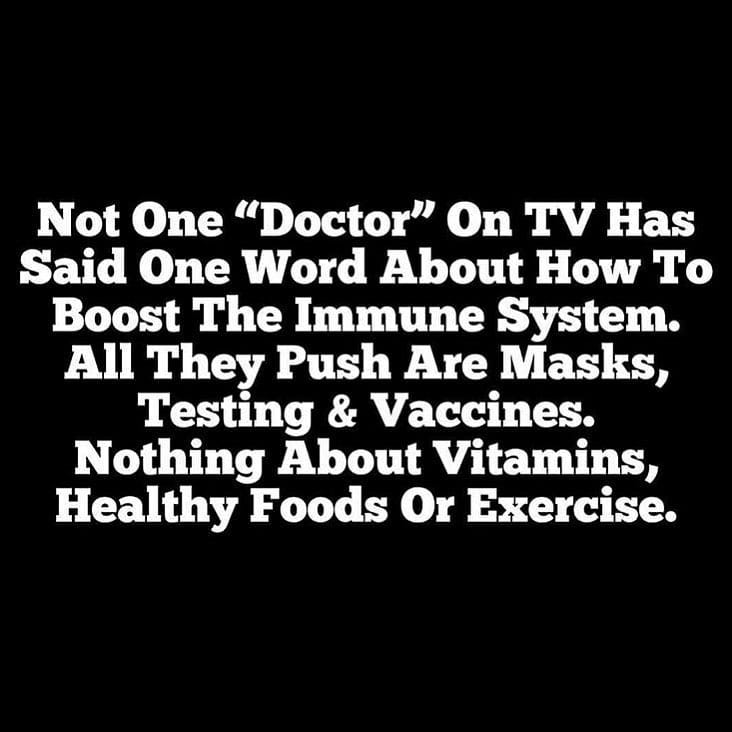 Not One “Doctor” On TV Has
Said One Word About How To
Boost The Immune System.
All They Push Are Masks,
Testing & Vaccines.
Nothing About Vitamins,
Healthy Foods Or Exercise.